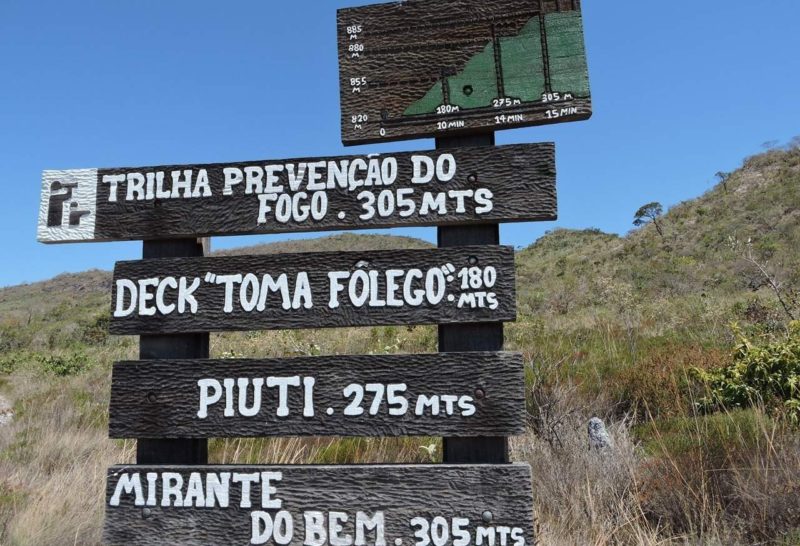 885
M
880
M
855
M
820
M
0
180M 275M 305 M
10 MIN 14 MIN 15 MIN
TRILHA PREVENÇÃO DO
FOGO . 305 MTS
DECK "TOMA FÔLEGO": 180
MTS
PIUTI . 275 MTS
MIRANTE
DO BEM . 305 MTS